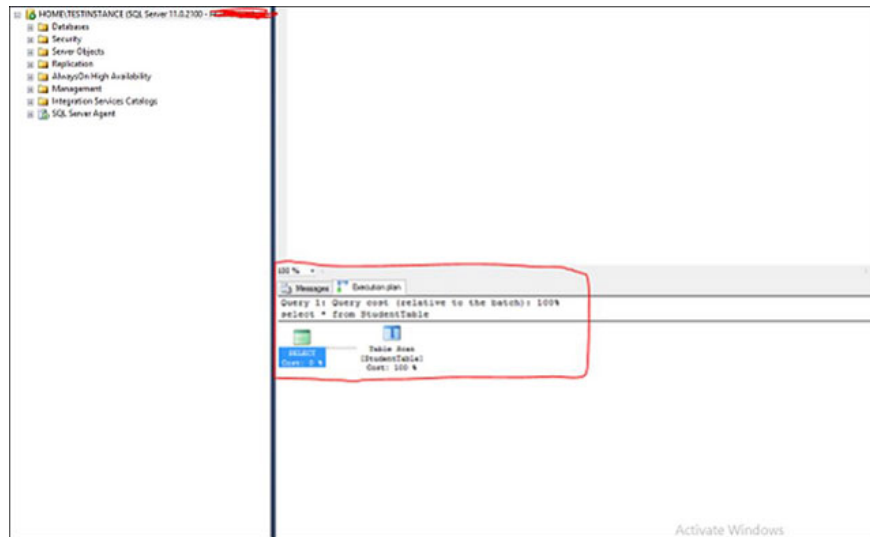 HOME\TESTINSTANCE (SQL Server 11.0.2100 -
Databases
Security
Server Objects
Replication
AlwaysOn High Availability
Management
Integration Services Catalogs
SQL Server Agent
100 %
Messages
Execution plan
Query 1: Query cost (relative to the batch): 100%
select * from StudentTable
SELECT
Cost: 0 %
Table Scan
[StudentTable]
Cost: 100 %
Activate Windows